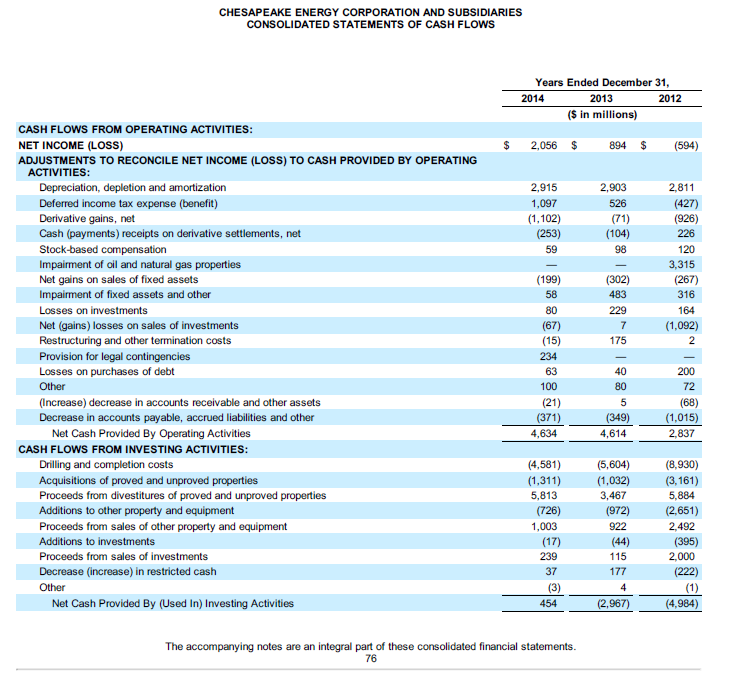 CHESAPEAKE ENERGY CORPORATION AND SUBSIDIARIES
CONSOLIDATED STATEMENTS OF CASH FLOWS
Years Ended December 31,
2014 2013 2012
($ in millions)
CASH FLOWS FROM OPERATING ACTIVITIES:
NET INCOME (LOSS) $ 2,056 $ 894 $ (594)
ADJUSTMENTS TO RECONCILE NET INCOME (LOSS) TO CASH PROVIDED BY OPERATING
ACTIVITIES:
Depreciation, depletion and amortization 2,915 2,903 2,811
Deferred income tax expense (benefit) 1,097 526 (427)
Derivative gains, net (1,102) (71) (926)
Cash (payments) receipts on derivative settlements, net (253) (104) 226
Stock-based compensation 59 98 120
Impairment of oil and natural gas properties — — 3,315
Net gains on sales of fixed assets (199) (302) (267)
Impairment of fixed assets and other 58 483 316
Losses on investments 80 229 164
Net (gains) losses on sales of investments (67) 7 (1,092)
Restructuring and other termination costs (15) 175 2
Provision for legal contingencies 234 — —
Losses on purchases of debt 63 40 200
Other 100 80 72
(Increase) decrease in accounts receivable and other assets (21) 5 (68)
Decrease in accounts payable, accrued liabilities and other (371) (349) (1,015)
Net Cash Provided By Operating Activities 4,634 4,614 2,837
CASH FLOWS FROM INVESTING ACTIVITIES:
Drilling and completion costs (4,581) (5,604) (8,930)
Acquisitions of proved and unproved properties (1,311) (1,032) (3,161)
Proceeds from divestitures of proved and unproved properties 5,813 3,467 5,884
Additions to other property and equipment (726) (972) (2,651)
Proceeds from sales of other property and equipment 1,003 922 2,492
Additions to investments (17) (44) (395)
Proceeds from sales of investments 239 115 2,000
Decrease (increase) in restricted cash 37 177 (222)
Other (3) 4 (1)
Net Cash Provided By (Used In) Investing Activities 454 (2,967) (4,984)
The accompanying notes are an integral part of these consolidated financial statements.
76